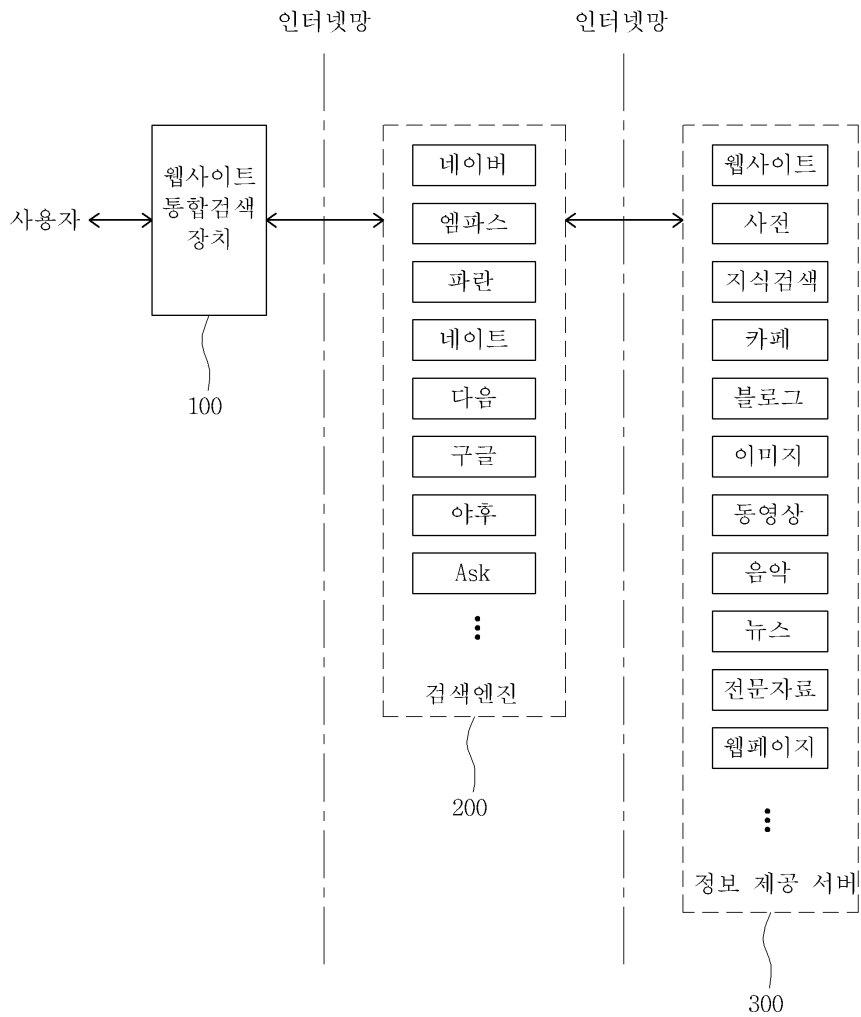 인터넷망
인터넷망
사용자
웹사이트
통합검색
장치
100
네이버
엠파스
파란
네이트
다음
구글
야후
Ask
검색엔진
200
웹사이트
사전
지식검색
카페
블로그
이미지
동영상
음악
뉴스
전문자료
웹페이지
정보 제공 서버
300